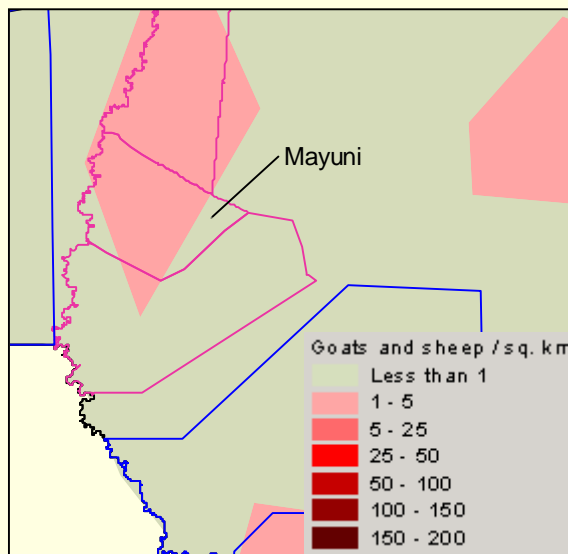 Mayuni
Goats and sheep / sq. km
Less than 1
1 - 5
5 - 25
25 - 50
50 - 100
100 - 150
150 - 200